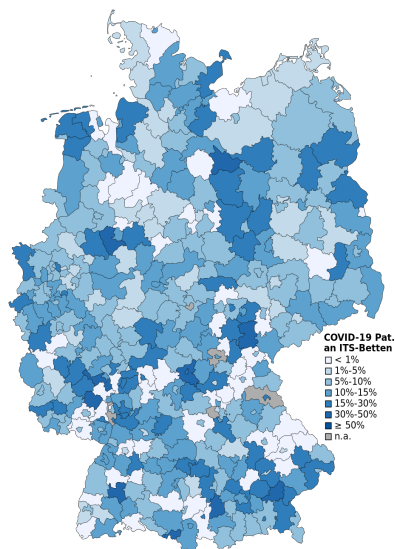 COVID-19 Pat.
an ITS-Betten
< 1%
1%-5%
5%-10%
10%-15%
15%-30%
30%-50%
≥ 50%
n.a.